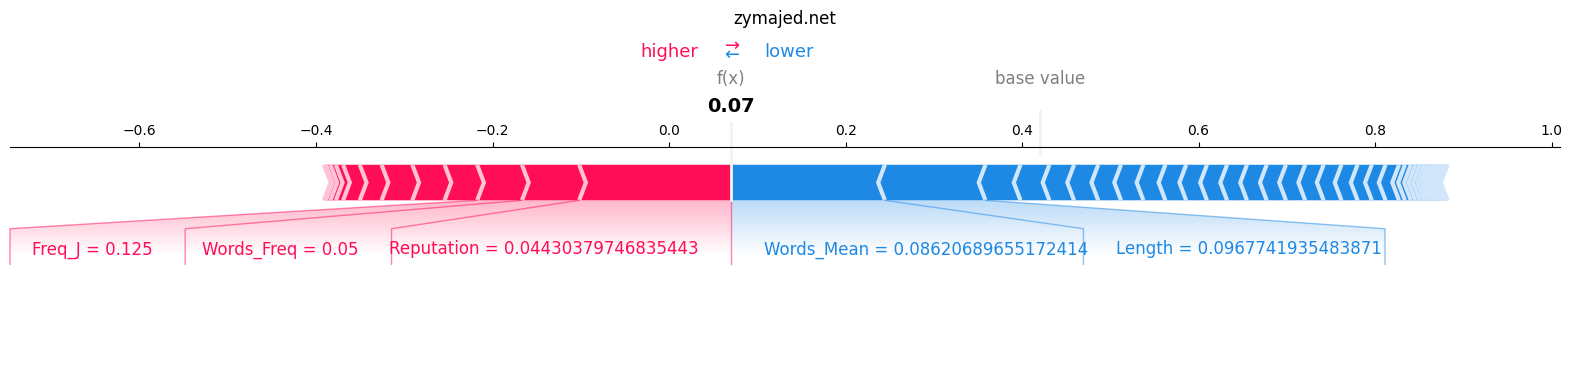 zymajed.net
higher → ← lower
f(x) base value
0.07
−0.6 −0.4 −0.2 0.0 0.2 0.4 0.6 0.8 1.0
Freq_J = 0.125 Words_Freq = 0.05 Reputation = 0.04430379746835443 Words_Mean = 0.08620689655172414 Length = 0.0967741935483871